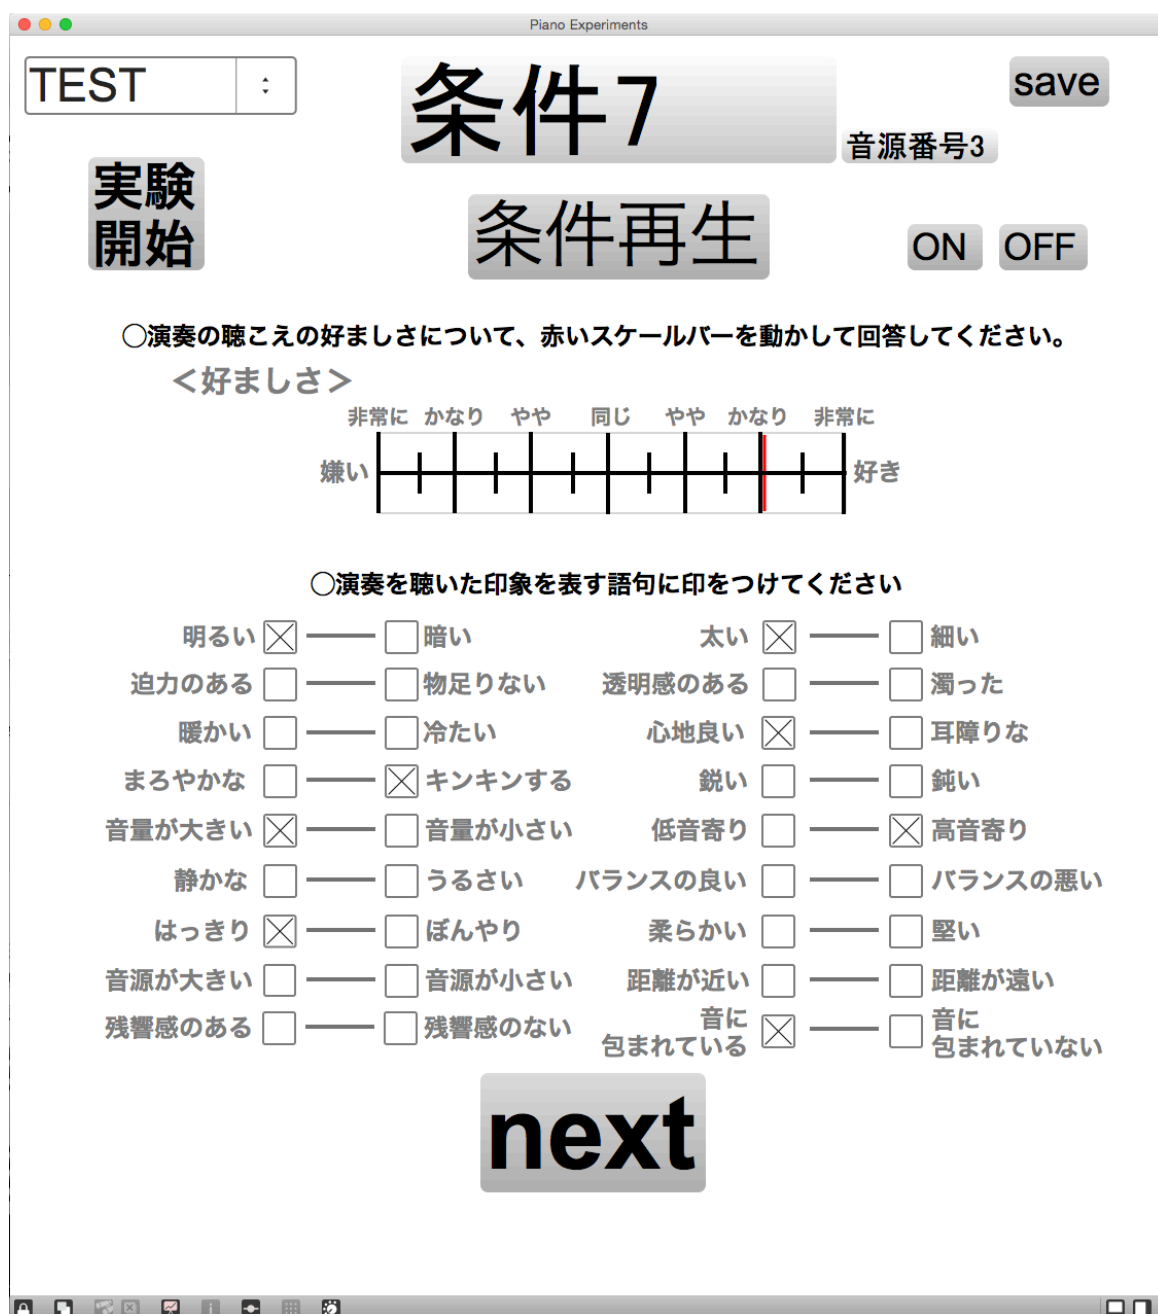 Piano Experiments
TEST
条件7
save
音源番号3
実験
開始
条件再生
ON OFF
○演奏の聴こえの好ましさについて、赤いスケールバーを動かして回答してください。
＜好ましさ＞
非常に かなり やや 同じ やや かなり 非常に
嫌い 好き
○演奏を聴いた印象を表す語句に印をつけてください
明るい 暗い 太い 細い
迫力のある 物足りない 透明感のある 濁った
暖かい 冷たい 心地良い 耳障りな
まろやかな キンキンする 鋭い 鈍い
音量が大きい 音量が小さい 低音寄り 高音寄り
静かな うるさい バランスの良い バランスの悪い
はっきり ぼんやり 柔らかい 堅い
音源が大きい 音源が小さい 距離が近い 距離が遠い
残響感のある 残響感のない 音に 音に
包まれている 包まれていない
next